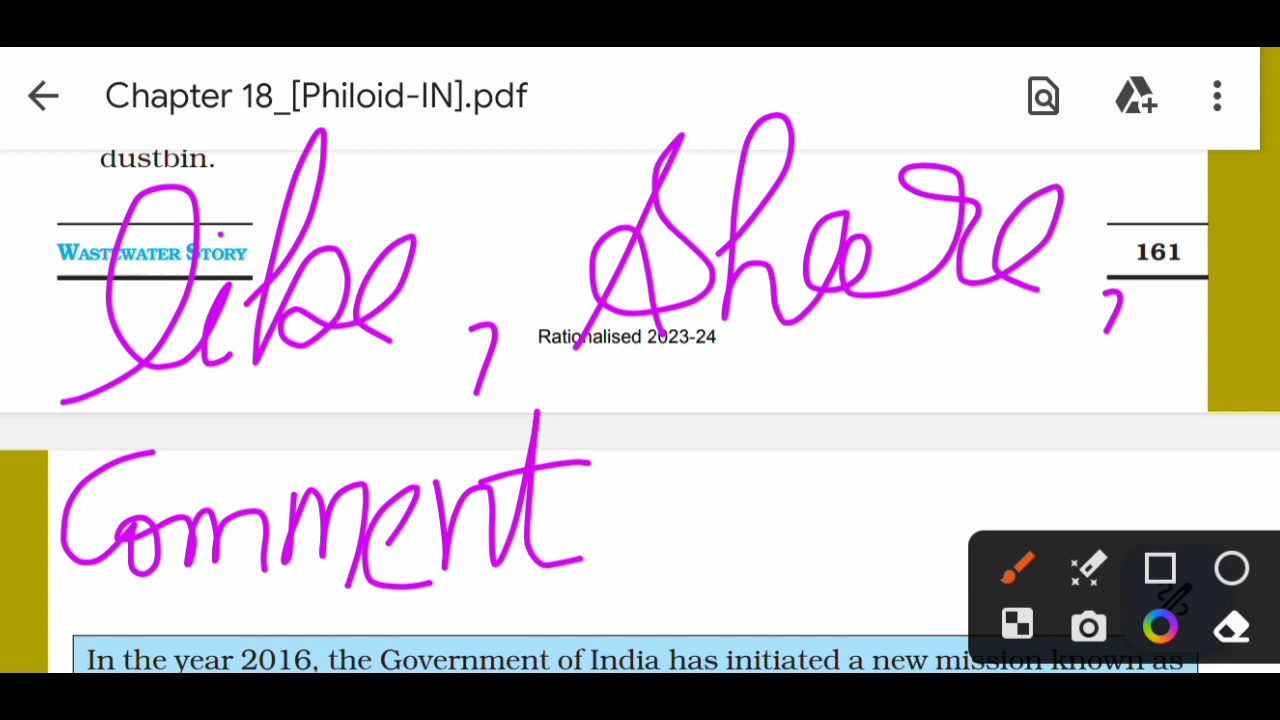 Chapter 18_[Philoid-IN].pdf
dustbin.
Like, Share,
WASTEWATER STORY
161
Rationalised 2023-24
Comment
In the year 2016, the Government of India has initiated a new mission known as